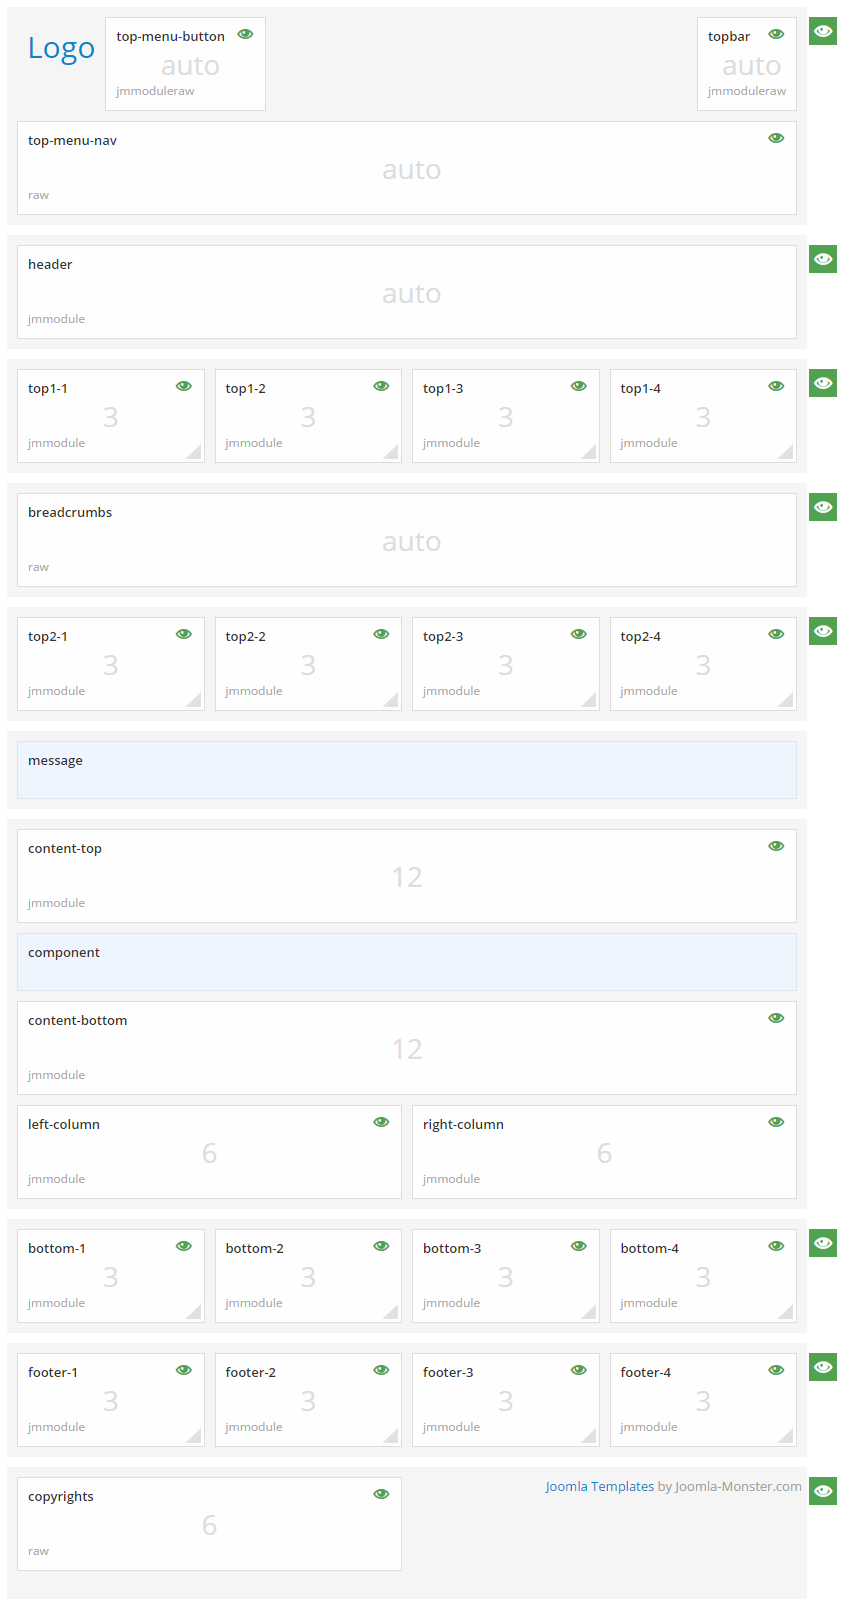 Logo
top-menu-button
auto
jmmoduleraw
topbar
auto
jmmoduleraw
top-menu-nav
auto
raw
header
auto
jmmodule
top1-1
3
jmmodule
top1-2
3
jmmodule
top1-3
3
jmmodule
top1-4
3
jmmodule
breadcrumbs
auto
raw
top2-1
3
jmmodule
top2-2
3
jmmodule
top2-3
3
jmmodule
top2-4
3
jmmodule
message
content-top
12
jmmodule
component
content-bottom
12
jmmodule
left-column
6
jmmodule
right-column
6
jmmodule
bottom-1
3
jmmodule
bottom-2
3
jmmodule
bottom-3
3
jmmodule
bottom-4
3
jmmodule
footer-1
3
jmmodule
footer-2
3
jmmodule
footer-3
3
jmmodule
footer-4
3
jmmodule
copyrights
6
raw
Joomla Templates by Joomla-Monster.com